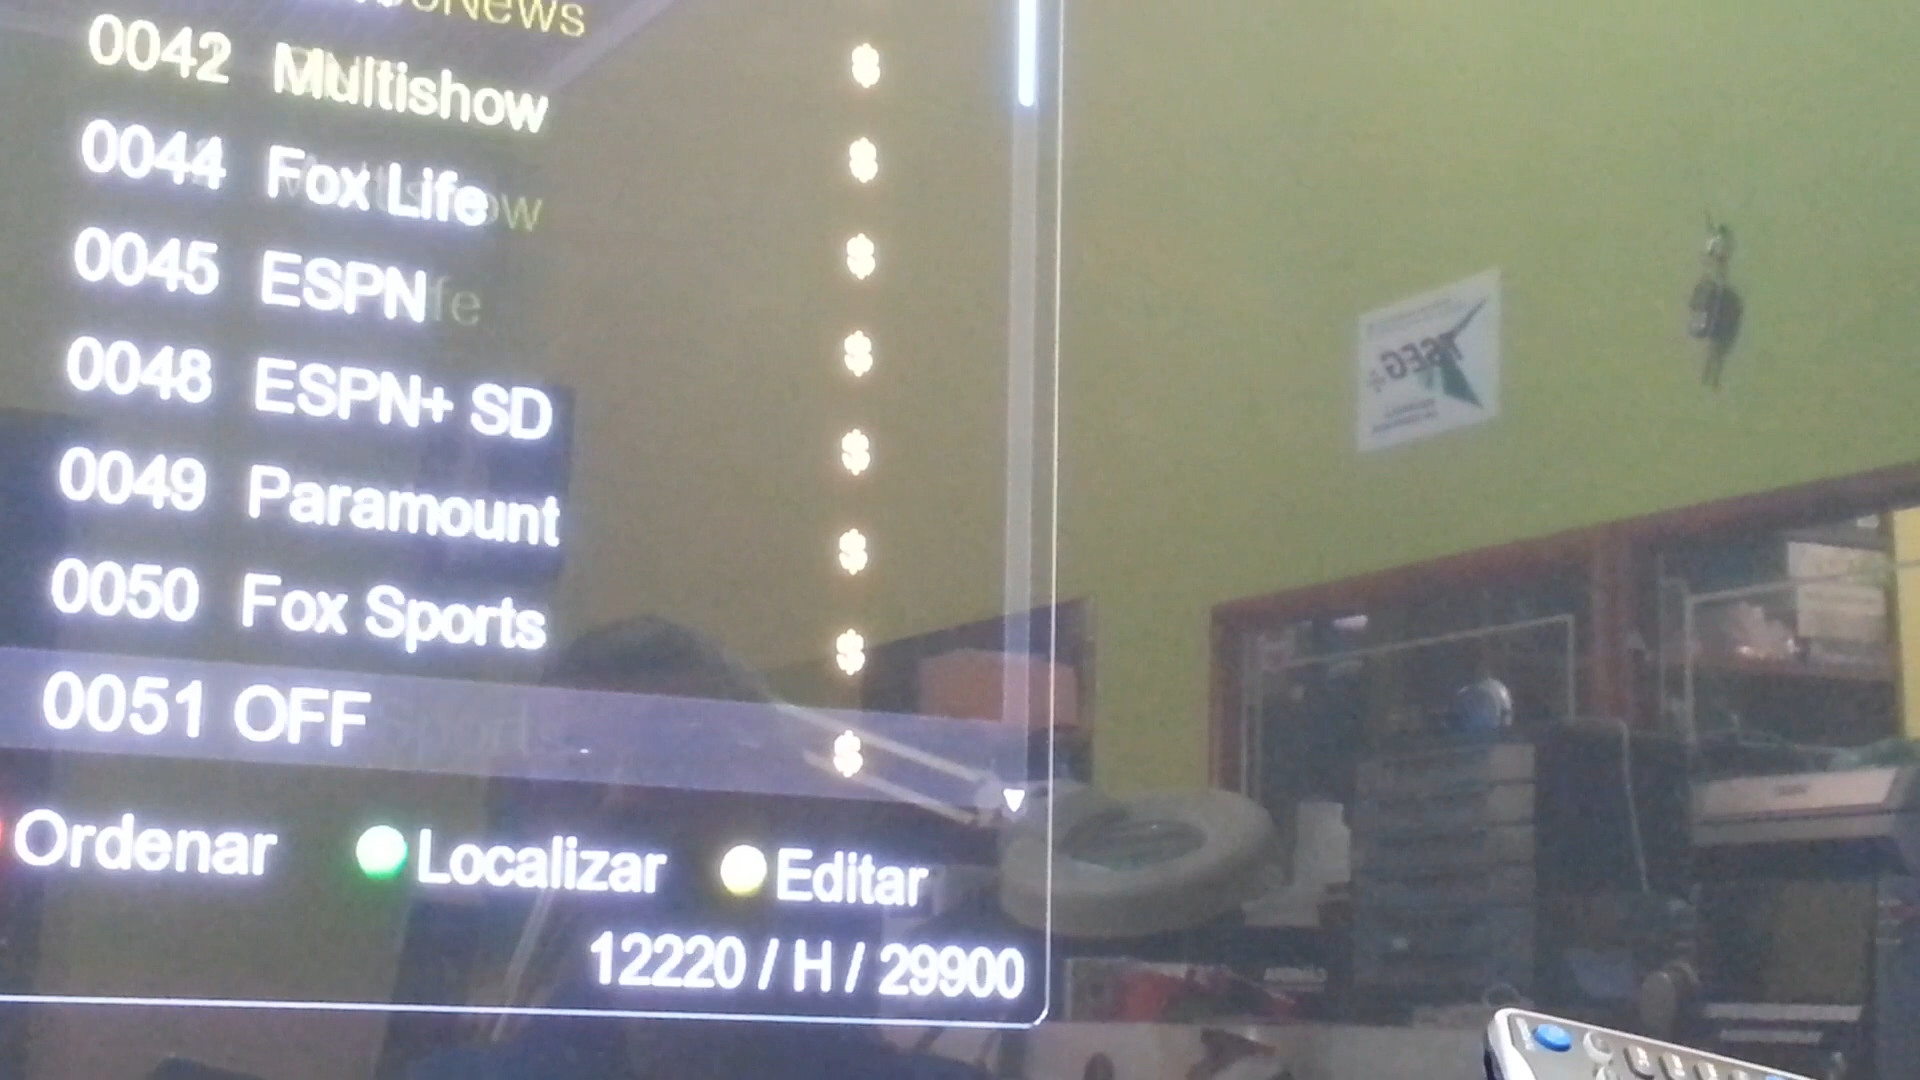 News
0042 Multishow $
0044 Fox Life $
0045 ESPN $
0048 ESPN+ SD $
0049 Paramount $
0050 Fox Sports $
0051 OFF $
Ordenar Localizar Editar
12220 / H / 29900